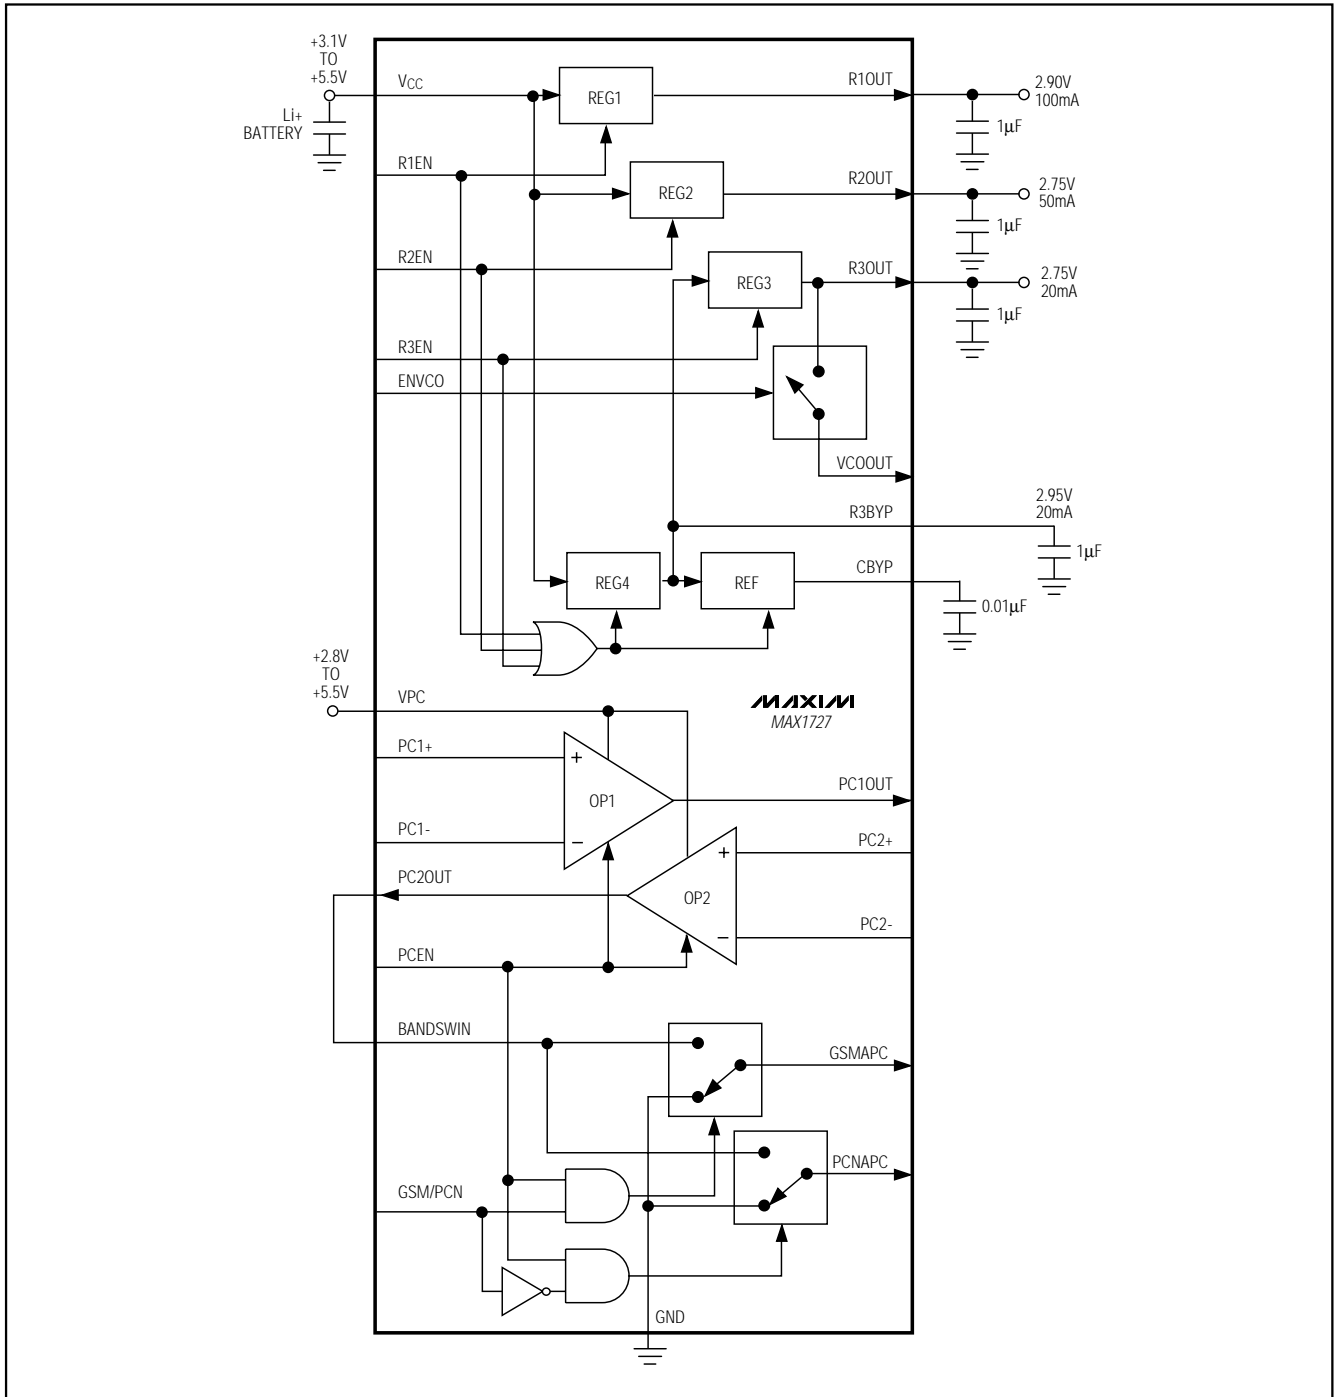 +3.1V
TO
+5.5V
Li+
BATTERY
VCC
REG1
R1OUT
2.90V
100mA
1µF
R1EN
REG2
R2OUT
2.75V
50mA
1µF
R2EN
REG3
R3OUT
2.75V
20mA
1µF
R3EN
ENVCO
VCOOUT
2.95V
20mA
R3BYP
1µF
REG4
REF
CBYP
0.01µF
+2.8V
TO
+5.5V
VPC
MAXIM
MAX1727
PC1+
+
OP1
PC1OUT
PC1-
−
PC2+
+
PC2OUT
OP2
PC2-
−
PCEN
BANDSWIN
GSMAPC
PCNAPC
GSM/PCN
GND